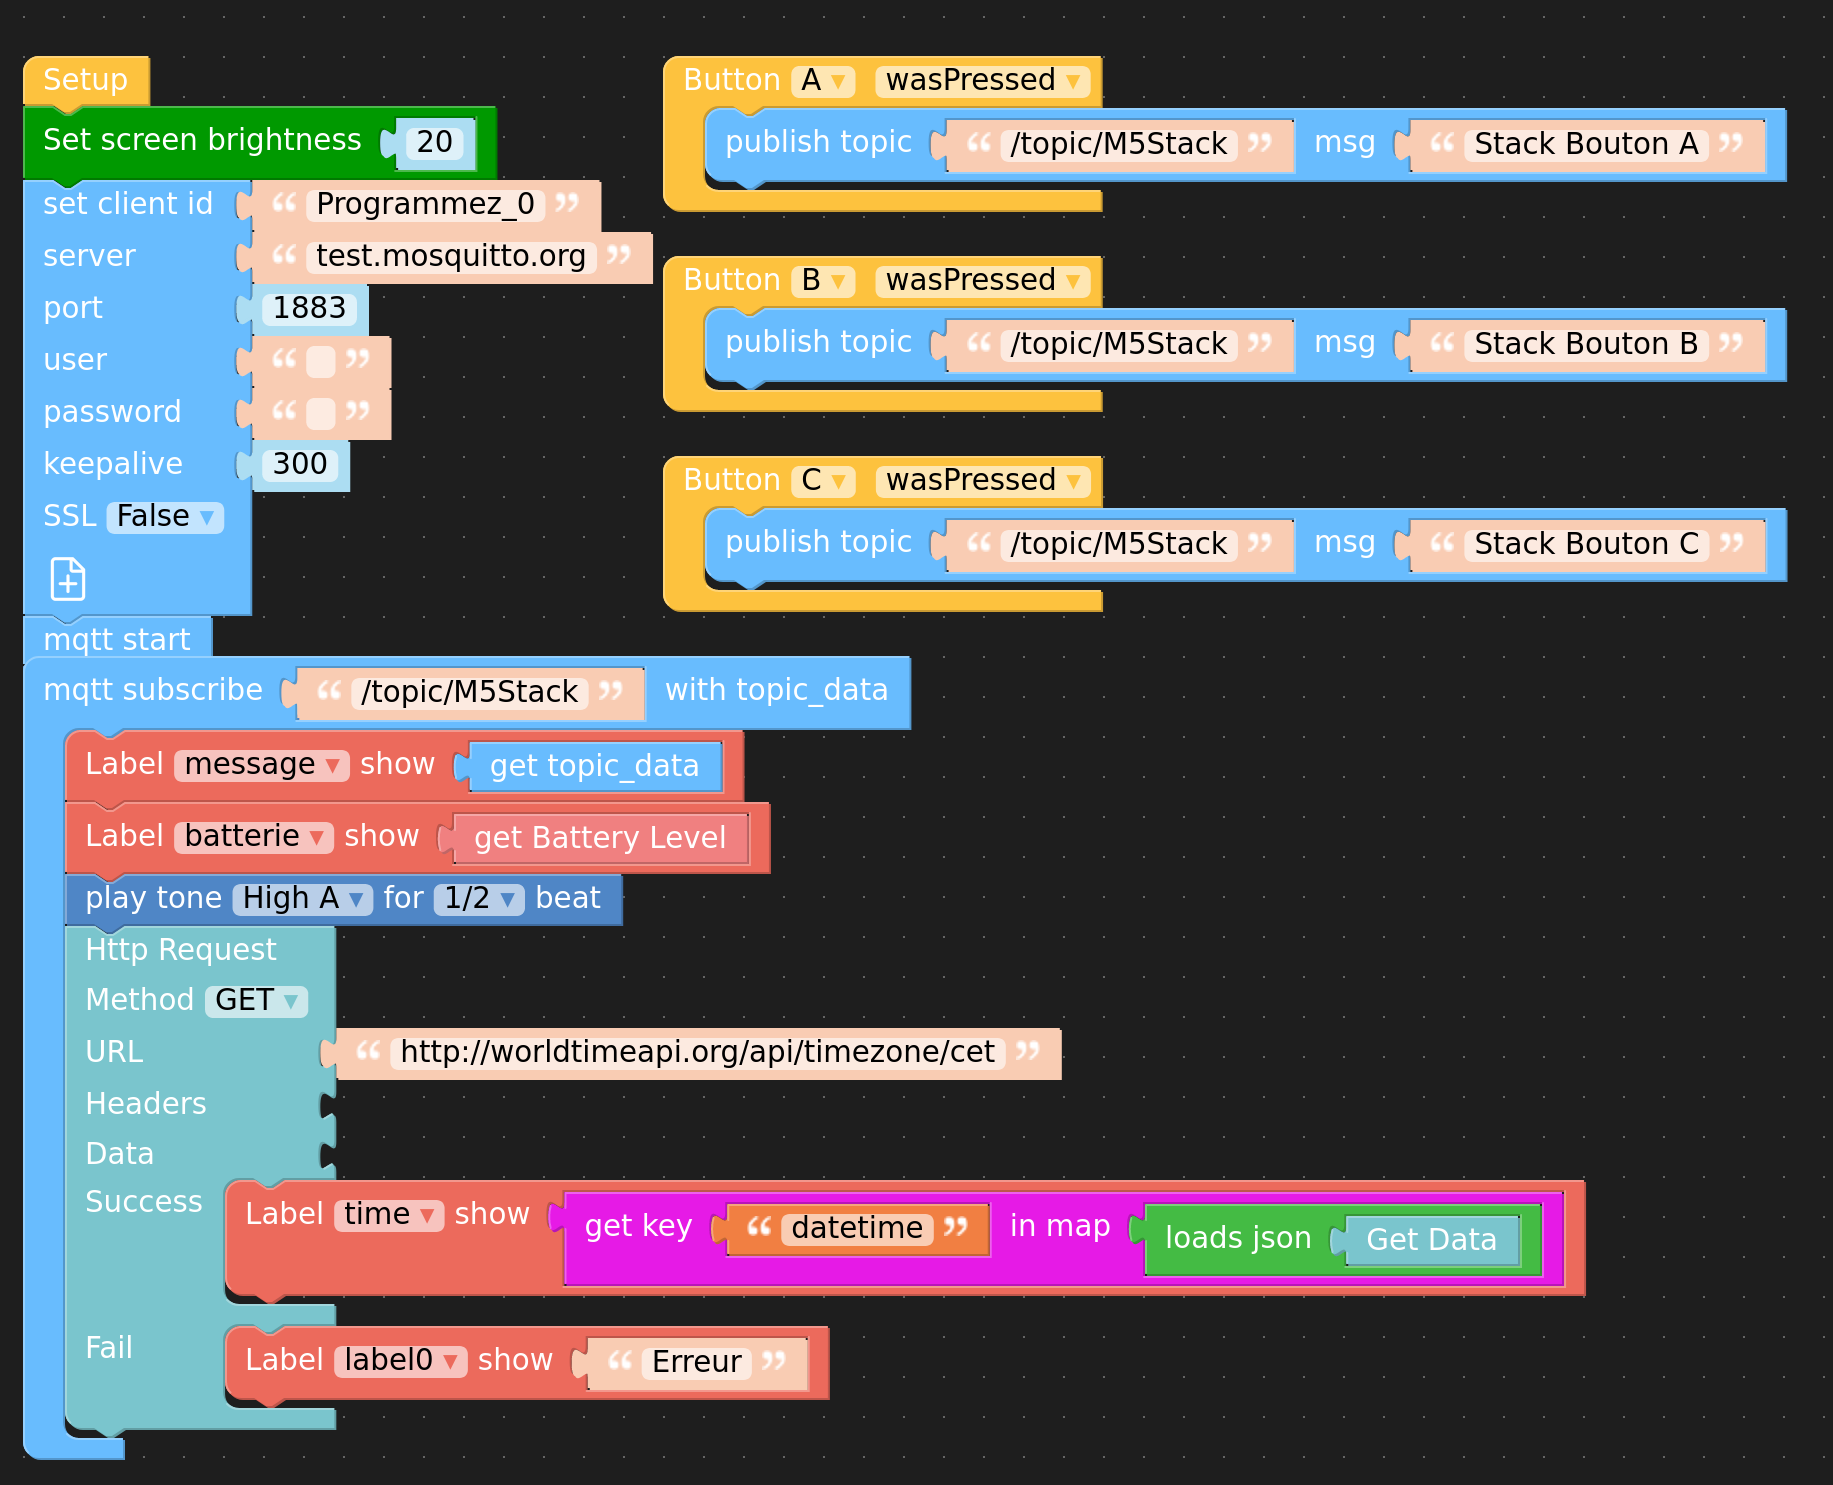 Setup
Set screen brightness 20
set client id “ Programmez_0 ”
server “ test.mosquitto.org ”
port 1883
user “ ”
password “ ”
keepalive 300
SSL False ▼
mqtt start
mqtt subscribe “ /topic/M5Stack ” with topic_data
Label message ▼ show get topic_data
Label batterie ▼ show get Battery Level
play tone High A ▼ for 1/2 ▼ beat
Http Request
Method GET ▼
URL “ http://worldtimeapi.org/api/timezone/cet ”
Headers
Data
Success Label time ▼ show get key “ datetime ” in map loads json Get Data
Fail Label label0 ▼ show “ Erreur ”
Button A ▼ wasPressed ▼
publish topic “ /topic/M5Stack ” msg “ Stack Bouton A ”
Button B ▼ wasPressed ▼
publish topic “ /topic/M5Stack ” msg “ Stack Bouton B ”
Button C ▼ wasPressed ▼
publish topic “ /topic/M5Stack ” msg “ Stack Bouton C ”